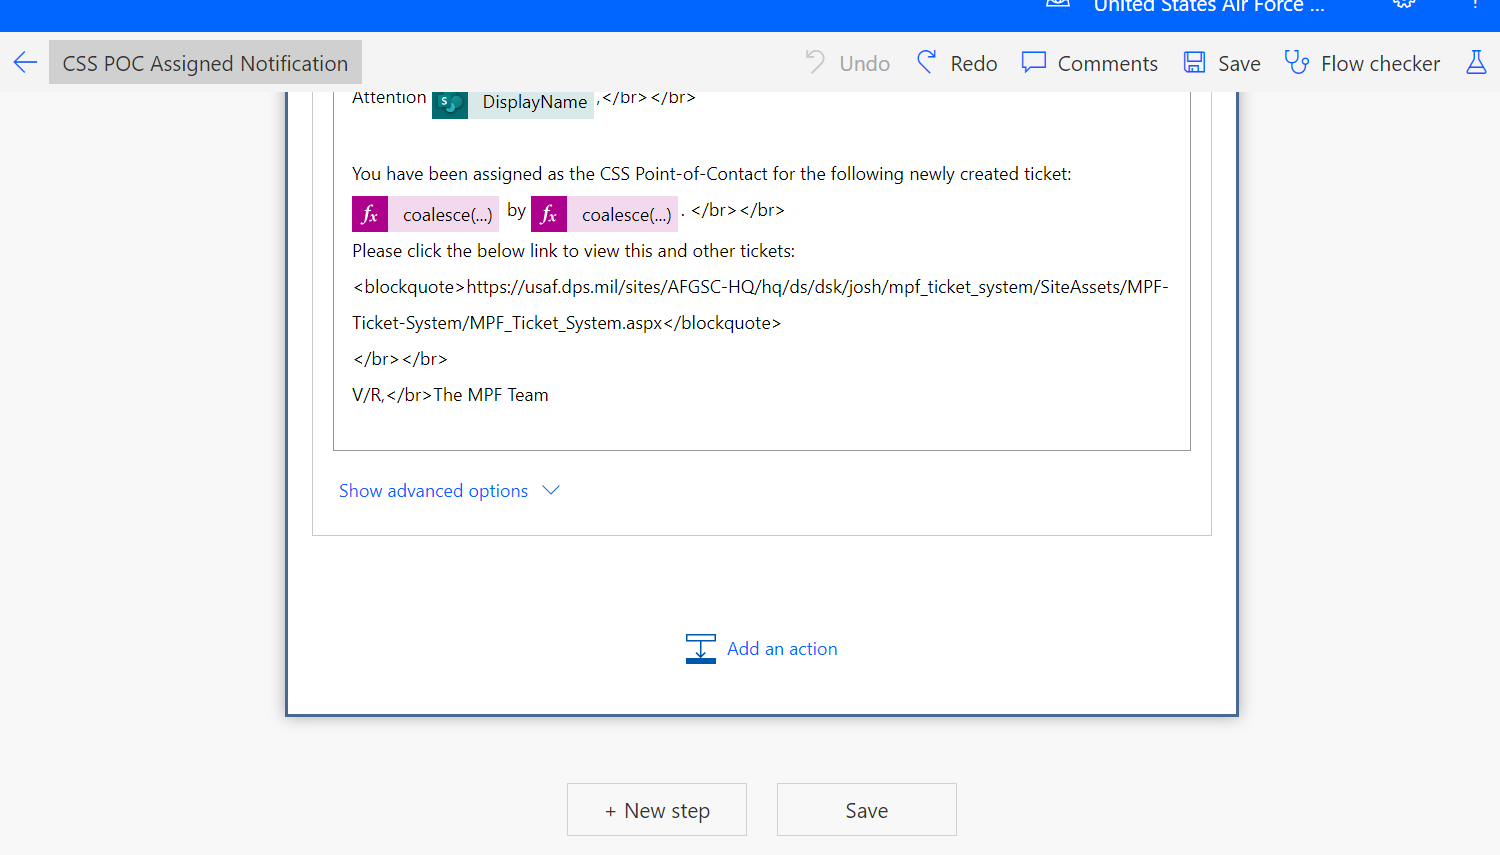 United States Air Force ...
CSS POC Assigned Notification
Undo
Redo
Comments
Save
Flow checker
Attention DisplayName ,</br></br>
You have been assigned as the CSS Point-of-Contact for the following newly created ticket:
fx coalesce(...) by fx coalesce(...) . </br></br>
Please click the below link to view this and other tickets:
<blockquote>https://usaf.dps.mil/sites/AFGSC-HQ/hq/ds/dsk/josh/mpf_ticket_system/SiteAssets/MPF-
Ticket-System/MPF_Ticket_System.aspx</blockquote>
</br></br>
V/R,</br>The MPF Team
Show advanced options
Add an action
+ New step
Save